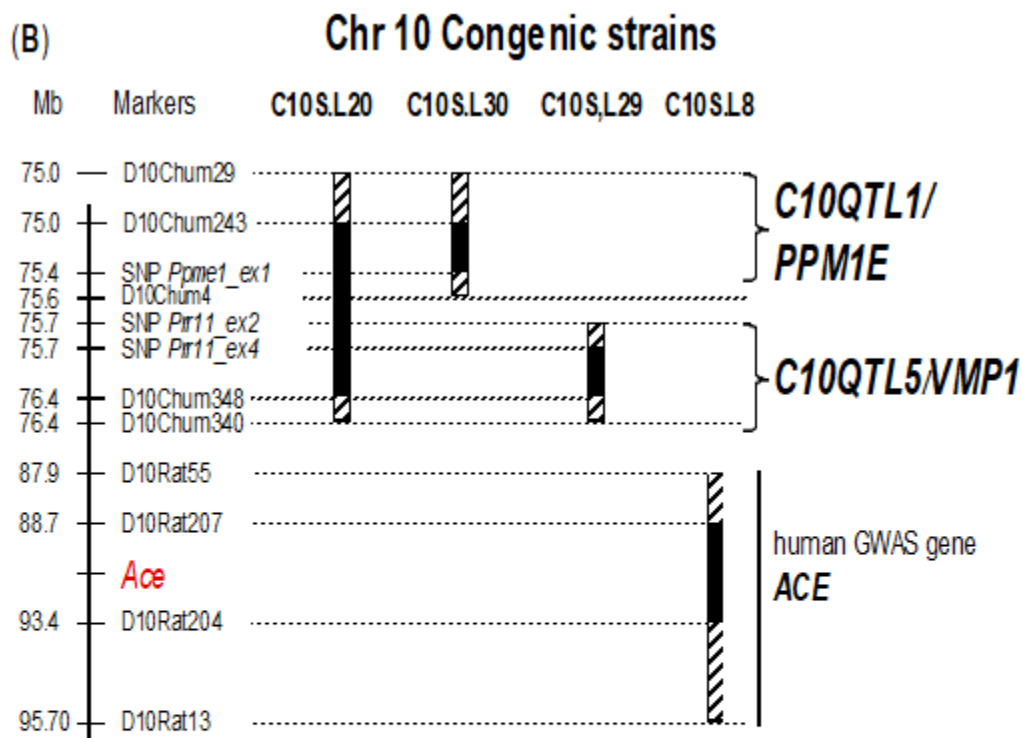 (B) Chr 10 Congenic strains
Mb Markers C10S.L20 C10S.L30 C10S,L29 C10S.L8
75.0 D10Chum29
75.0 D10Chum243
75.4 SNP Ppme1_ex1
75.6 D10Chum4
75.7 SNP Prr11_ex2
75.7 SNP Prr11_ex4
76.4 D10Chum348
76.4 D10Chum340
C10QTL1/
PPM1E
C10QTL5/VMP1
87.9 D10Rat55
88.7 D10Rat207
Ace
93.4 D10Rat204
95.70 D10Rat13
human GWAS gene
ACE